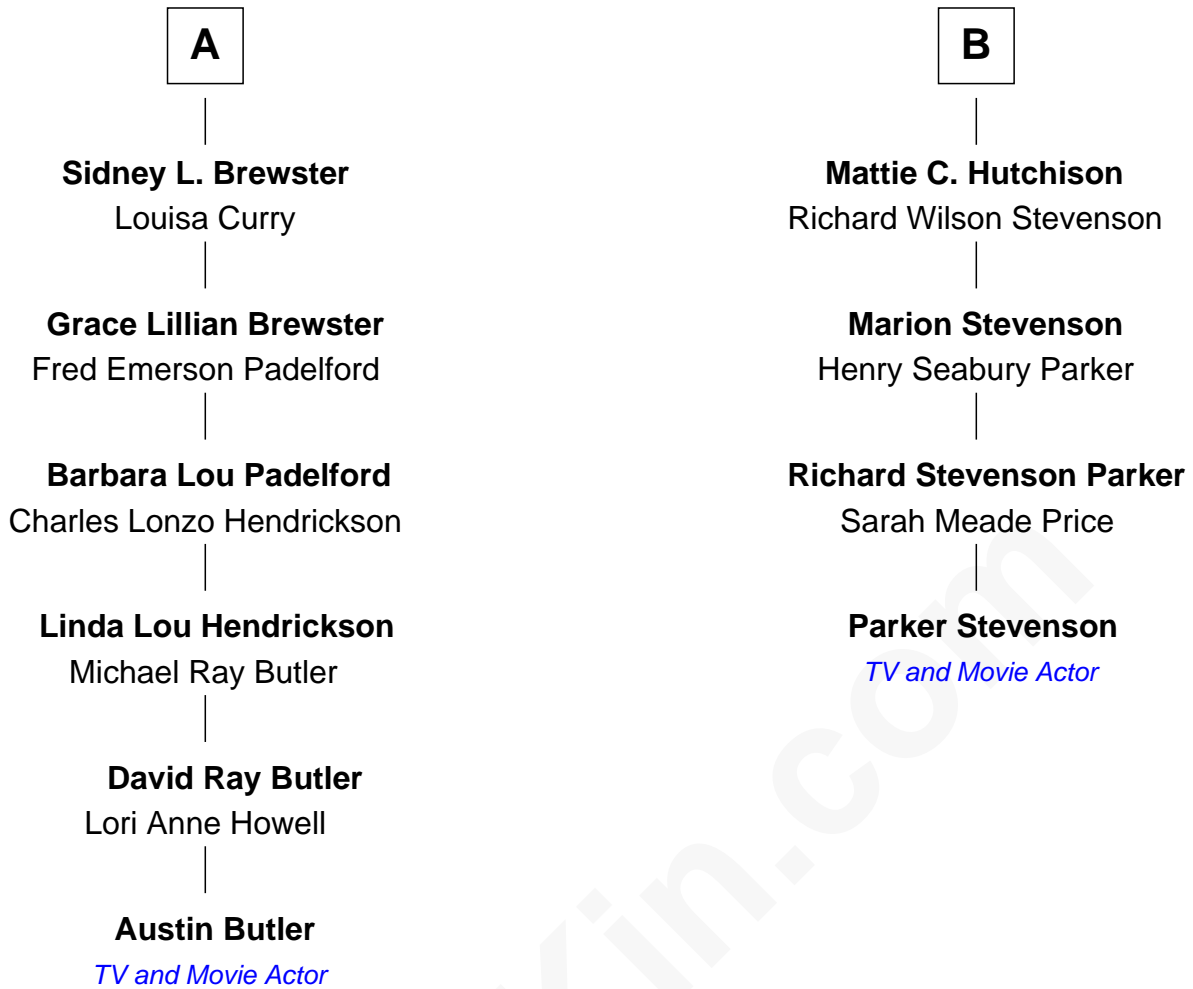 A
Sidney L. Brewster
Louisa Curry
Grace Lillian Brewster
Fred Emerson Padelford
Barbara Lou Padelford
Charles Lonzo Hendrickson
Linda Lou Hendrickson
Michael Ray Butler
David Ray Butler
Lori Anne Howell
Austin Butler
TV and Movie Actor
B
Mattie C. Hutchison
Richard Wilson Stevenson
Marion Stevenson
Henry Seabury Parker
Richard Stevenson Parker
Sarah Meade Price
Parker Stevenson
TV and Movie Actor